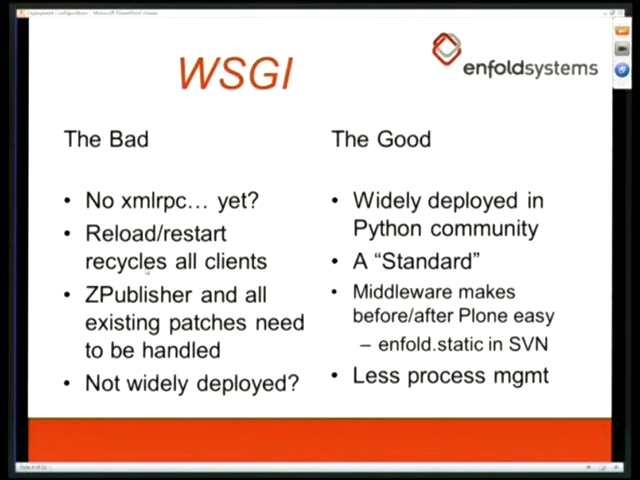 WSGI
enfoldsystems
The Bad
• No xmlrpc... yet?
• Reload/restart
recycles all clients
• ZPublisher and all
existing patches need
to be handled
• Not widely deployed?
The Good
• Widely deployed in
Python community
• A “Standard”
• Middleware makes
before/after Plone easy
– enfold.static in SVN
• Less process mgmt